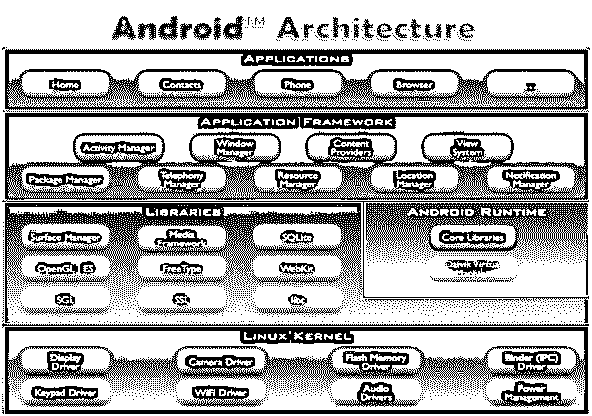 Android™ Architecture
APPLICATIONS
Home
Contacts
Phone
Browser
APPLICATION FRAMEWORK
Activity Manager
Window
Manager
Content
Providers
View
System
Package Manager
Telephony
Manager
Resource
Manager
Location
Manager
Notification
Manager
LIBRARIES
Surface Manager
Media
Framework
SQLite
OpenGL | ES
FreeType
WebKit
SGL
SSL
libc
ANDROID RUNTIME
Core Libraries
Dalvik Virtual
LINUX KERNEL
Display
Driver
Camera Driver
Flash Memory
Driver
Binder (IPC)
Driver
Keypad Driver
WiFi Driver
Audio
Drivers
Power
Management